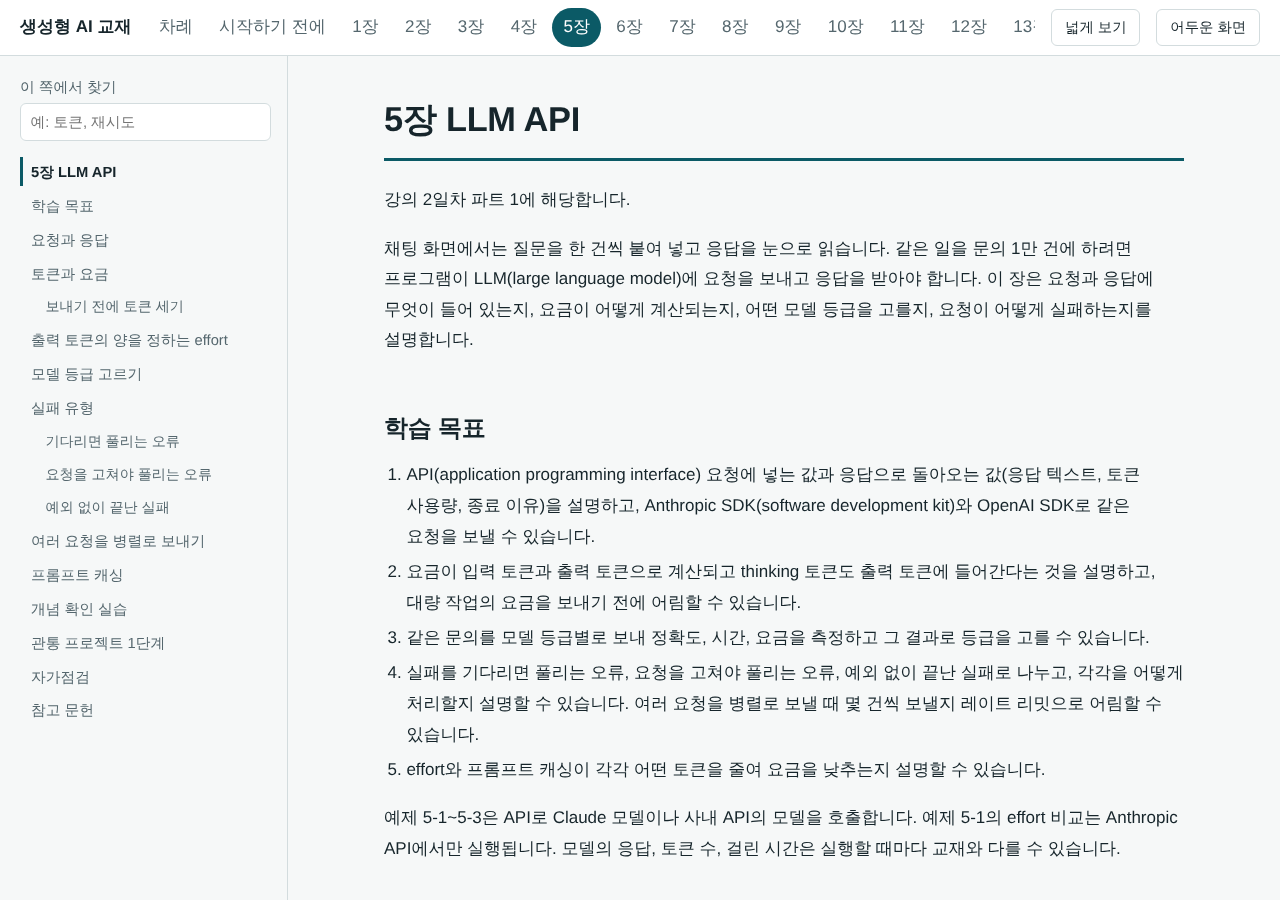 생성형 AI 교재 차례 시작하기 전에 1장 2장 3장 4장 5장 6장 7장 8장 9장 10장 11장 12장 넓게 보기 어두운 화면
이 쪽에서 찾기
예: 토큰, 재시도
5장 LLM API
학습 목표
요청과 응답
토큰과 요금
보내기 전에 토큰 세기
출력 토큰의 양을 정하는 effort
모델 등급 고르기
실패 유형
기다리면 풀리는 오류
요청을 고쳐야 풀리는 오류
예외 없이 끝난 실패
여러 요청을 병렬로 보내기
프롬프트 캐싱
개념 확인 실습
관통 프로젝트 1단계
자가점검
참고 문헌
5장 LLM API
강의 2일차 파트 1에 해당합니다.
채팅 화면에서는 질문을 한 건씩 붙여 넣고 응답을 눈으로 읽습니다. 같은 일을 문의 1만 건에 하려면
프로그램이 LLM(large language model)에 요청을 보내고 응답을 받아야 합니다. 이 장은 요청과 응답에
무엇이 들어 있는지, 요금이 어떻게 계산되는지, 어떤 모델 등급을 고를지, 요청이 어떻게 실패하는지를
설명합니다.
학습 목표
1. API(application programming interface) 요청에 넣는 값과 응답으로 돌아오는 값(응답 텍스트, 토큰
사용량, 종료 이유)을 설명하고, Anthropic SDK(software development kit)와 OpenAI SDK로 같은
요청을 보낼 수 있습니다.
2. 요금이 입력 토큰과 출력 토큰으로 계산되고 thinking 토큰도 출력 토큰에 들어간다는 것을 설명하고,
대량 작업의 요금을 보내기 전에 어림할 수 있습니다.
3. 같은 문의를 모델 등급별로 보내 정확도, 시간, 요금을 측정하고 그 결과로 등급을 고를 수 있습니다.
4. 실패를 기다리면 풀리는 오류, 요청을 고쳐야 풀리는 오류, 예외 없이 끝난 실패로 나누고, 각각을 어떻게
처리할지 설명할 수 있습니다. 여러 요청을 병렬로 보낼 때 몇 건씩 보낼지 레이트 리밋으로 어림할 수
있습니다.
5. effort와 프롬프트 캐싱이 각각 어떤 토큰을 줄여 요금을 낮추는지 설명할 수 있습니다.
예제 5-1~5-3은 API로 Claude 모델이나 사내 API의 모델을 호출합니다. 예제 5-1의 effort 비교는 Anthropic
API에서만 실행됩니다. 모델의 응답, 토큰 수, 걸린 시간은 실행할 때마다 교재와 다를 수 있습니다.